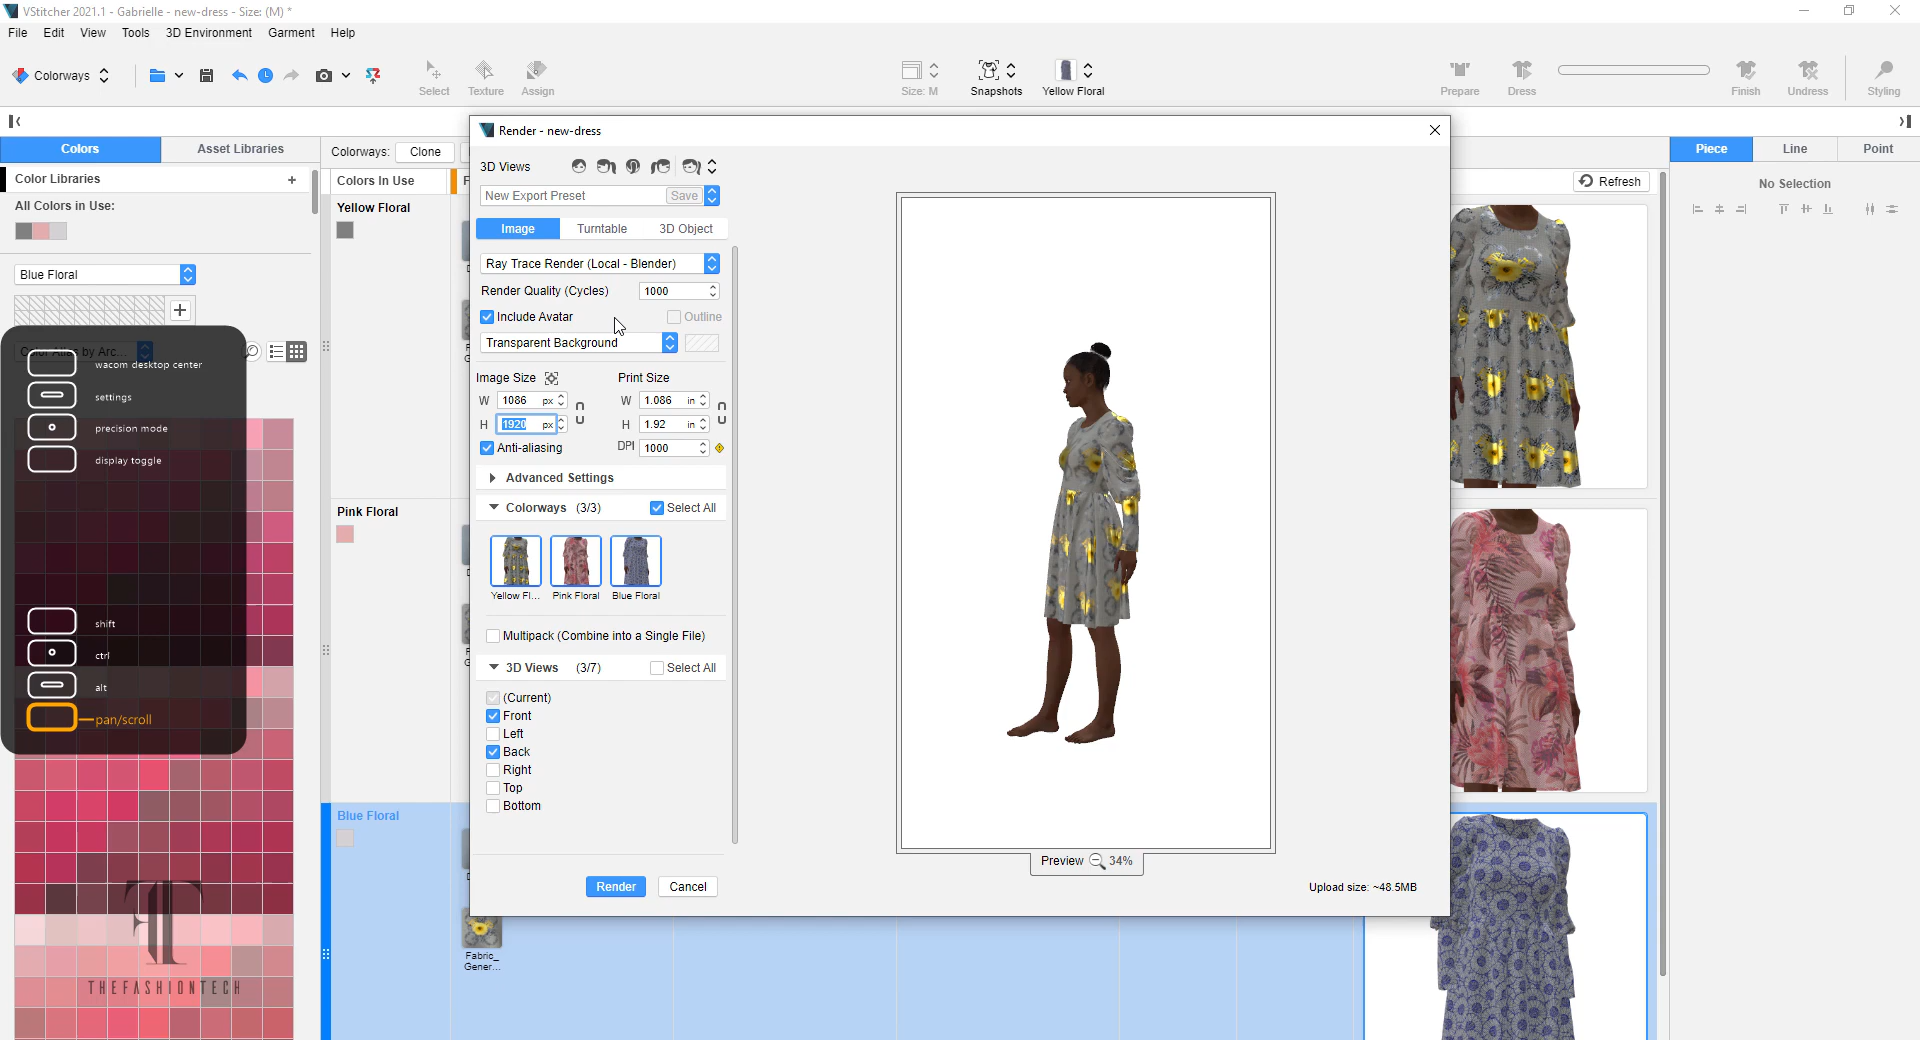 VStitcher 2021.1 - Gabrielle - new-dress - Size: (M) *
File Edit View Tools 3D Environment Garment Help
Colorways
Select Texture Assign
Size: M Snapshots Yellow Floral
Prepare Dress Finish Undress Styling
Render - new-dress
Colors Asset Libraries
Colorways: Clone
Piece Line Point
Color Libraries +
Colors In Use F
Refresh
No Selection
All Colors in Use:
Yellow Floral
Blue Floral
Color Atlas by Arc...
wacom desktop center
settings
precision mode
display toggle
shift
ctrl
alt
pan/scroll
THEFASHIONTECH
Pink Floral
Blue Floral
Fabric_
Gener...
3D Views
New Export Preset Save
Image Turntable 3D Object
Ray Trace Render (Local - Blender)
Render Quality (Cycles) 1000
Include Avatar Outline
Transparent Background
Image Size Print Size
W 1086 px W 1.086 in
H 1920 px H 1.92 in
Anti-aliasing DPI 1000
Advanced Settings
Colorways (3/3) Select All
Yellow Fl... Pink Floral Blue Floral
Multipack (Combine into a Single File)
3D Views (3/7) Select All
(Current)
Front
Left
Back
Right
Top
Bottom
Render Cancel
Preview 34%
Upload size: ~48.5MB